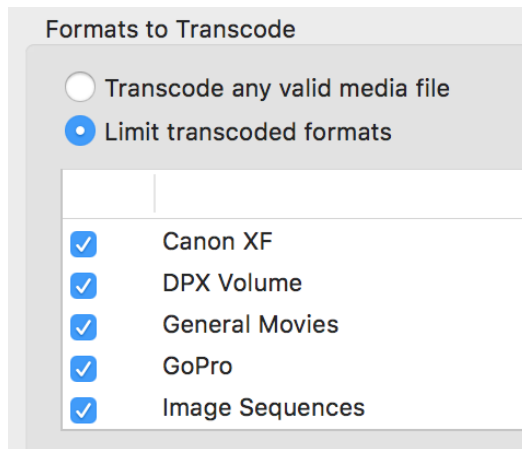 Formats to Transcode
Transcode any valid media file
Limit transcoded formats
Canon XF
DPX Volume
General Movies
GoPro
Image Sequences